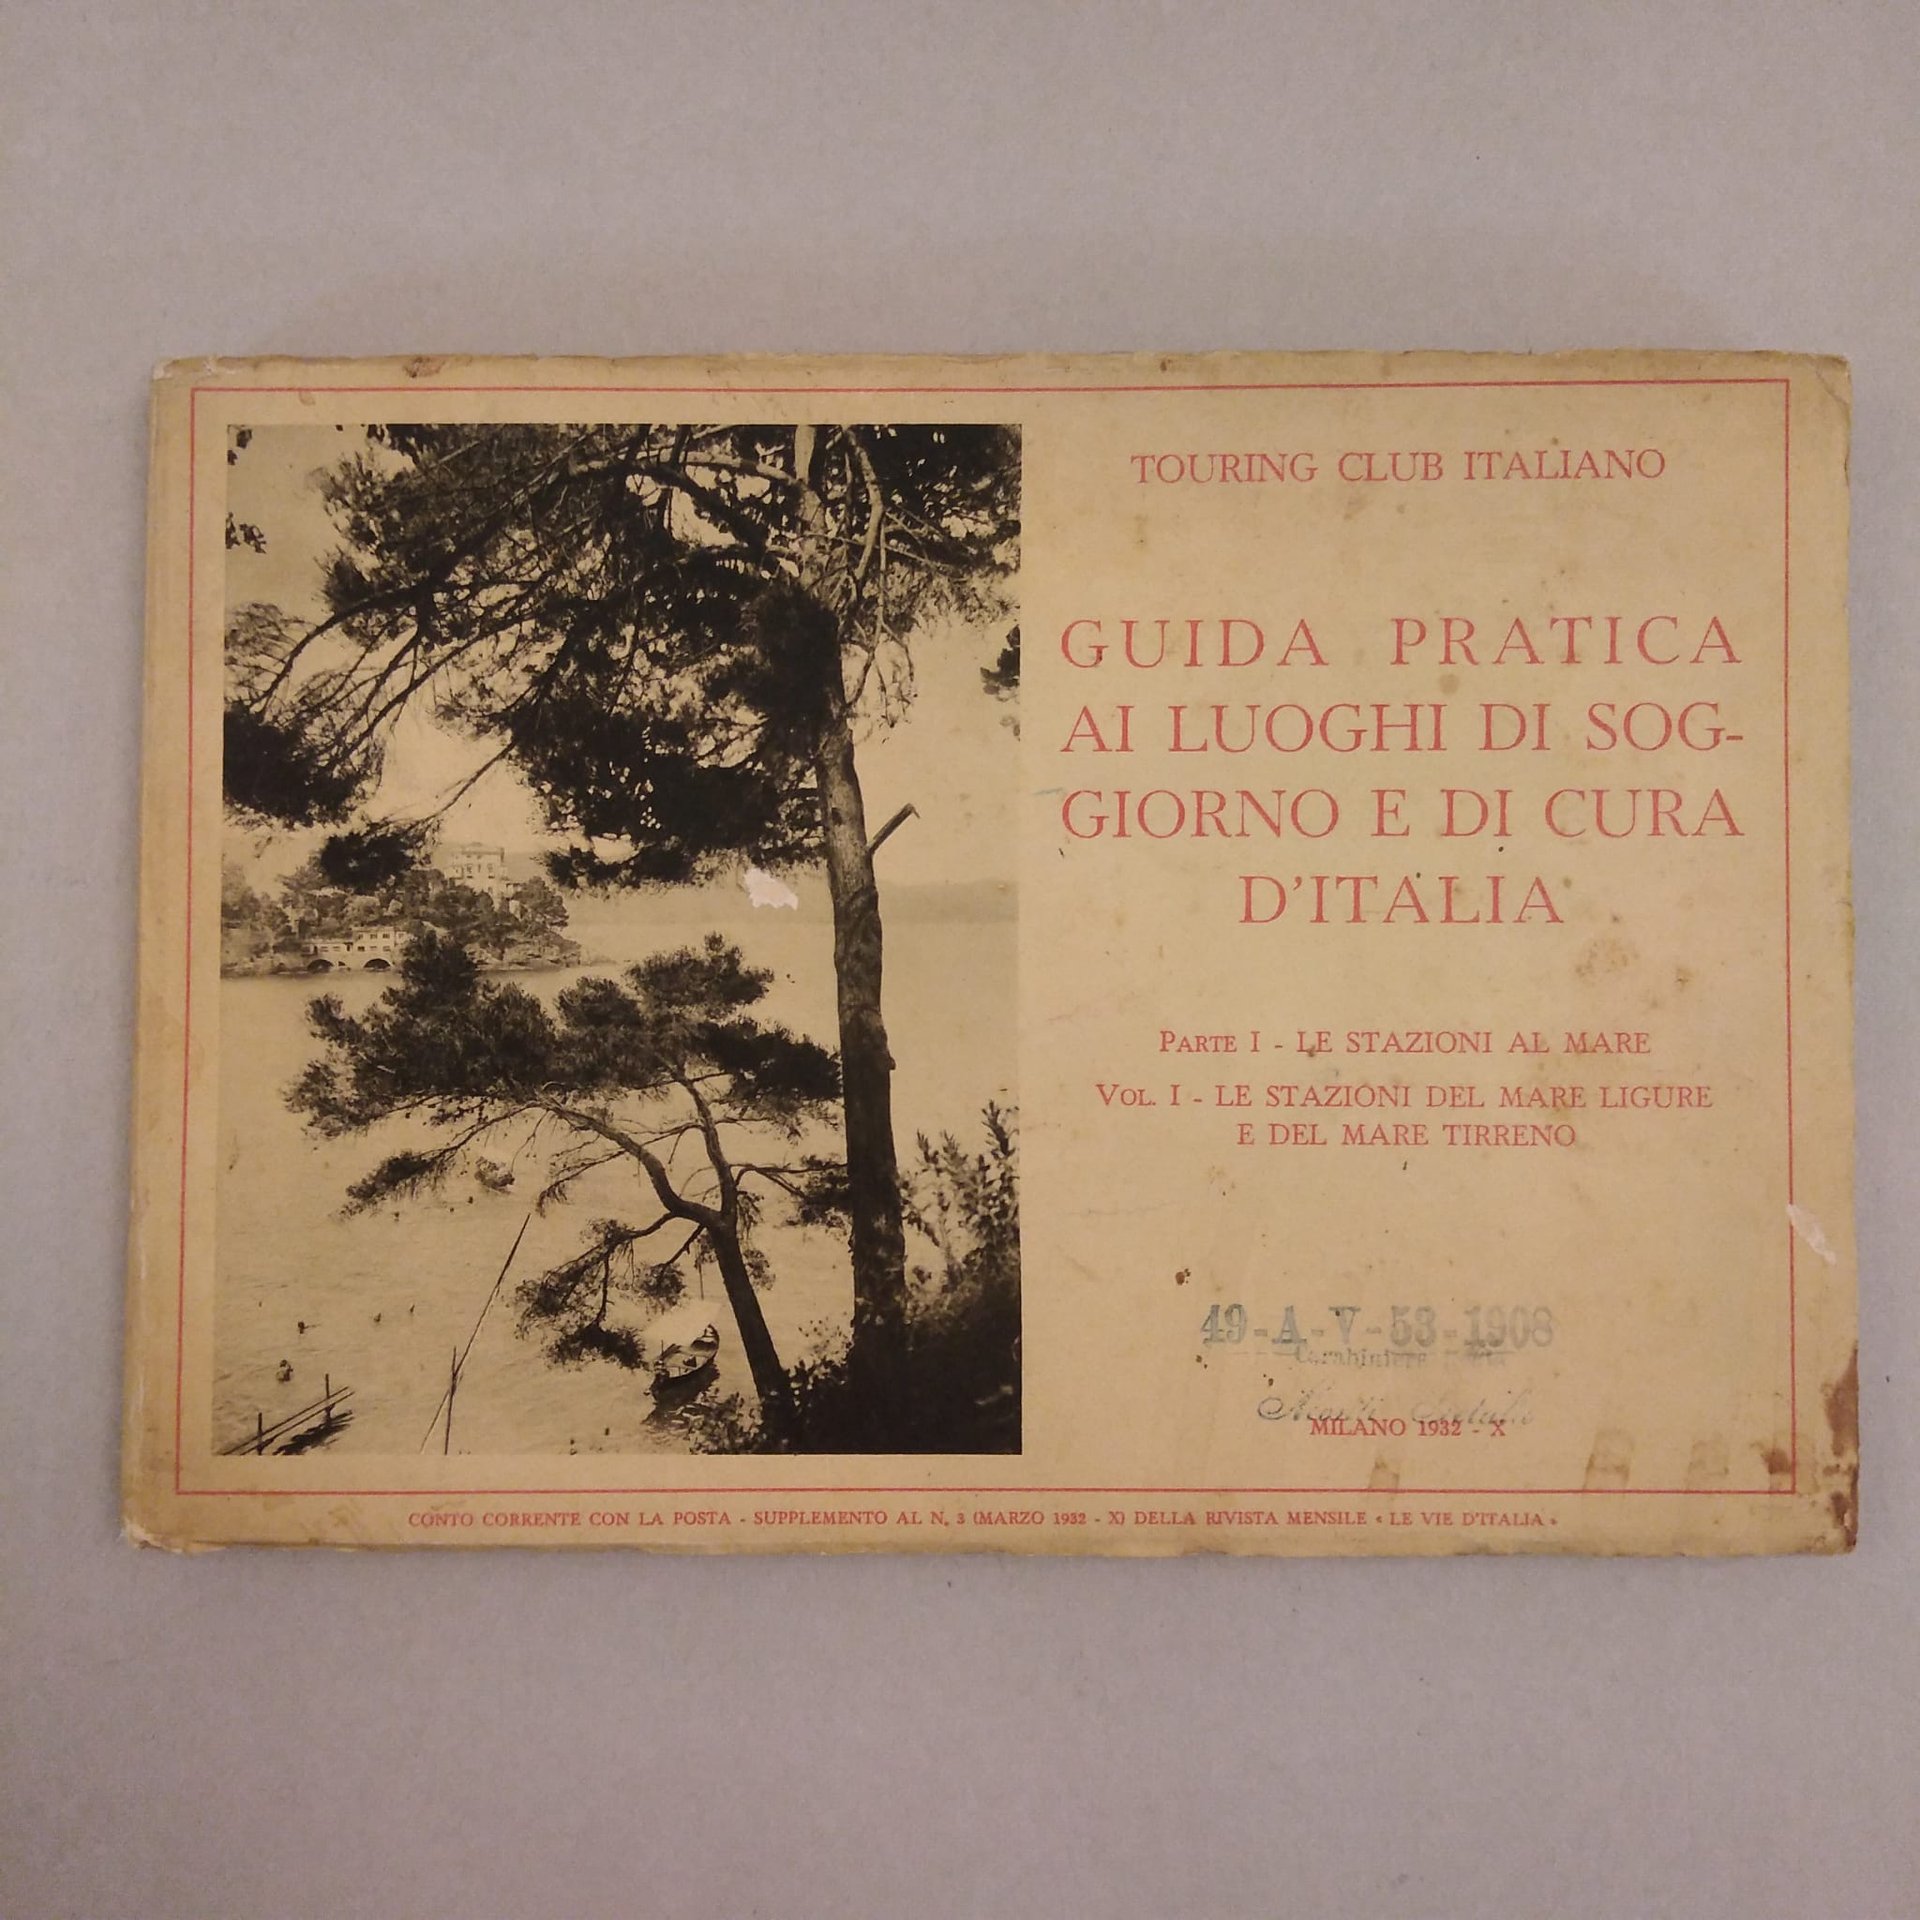 TOURING CLUB ITALIANO
GUIDA PRATICA
AI LUOGHI DI SOG-
GIORNO E DI CURA
D'ITALIA
PARTE I - LE STAZIONI AL MARE
VOL. I - LE STAZIONI DEL MARE LIGURE
E DEL MARE TIRRENO
49-A-V-53-1908
Carabiniere
MILANO 1932 - X
CONTO CORRENTE CON LA POSTA - SUPPLEMENTO AL N. 3 (MARZO 1932 - X) DELLA RIVISTA MENSILE « LE VIE D'ITALIA »